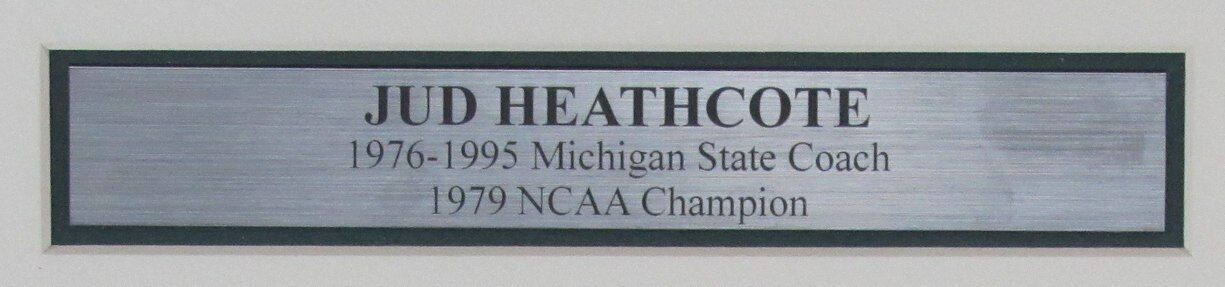 JUD HEATHCOTE
1976-1995 Michigan State Coach
1979 NCAA Champion